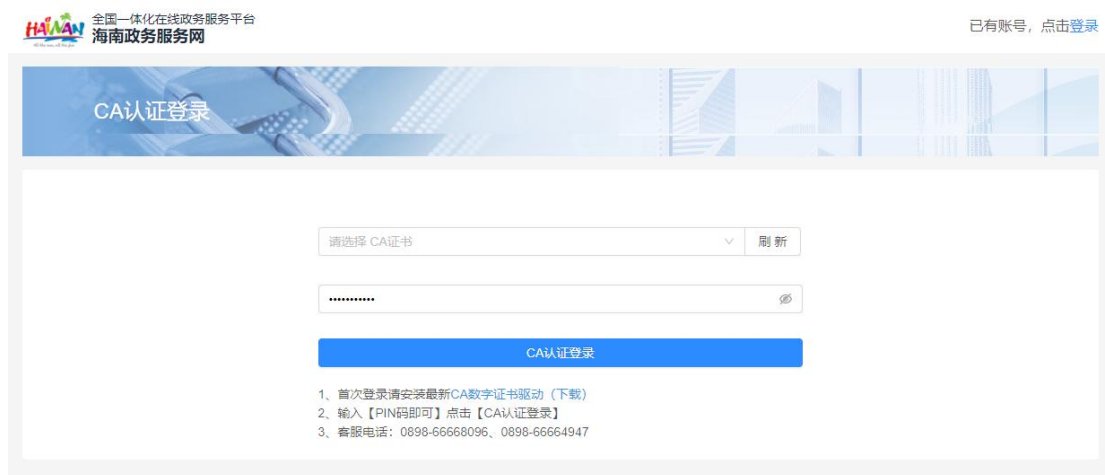 HAINAN
全国一体化在线政务服务平台
海南政务服务网
已有账号，点击登录
CA认证登录
请选择 CA证书
刷 新
•••••••••••
CA认证登录
1、首次登录请安装最新CA数字证书驱动（下载）
2、输入【PIN码即可】点击【CA认证登录】
3、客服电话：0898-66668096、0898-66664947